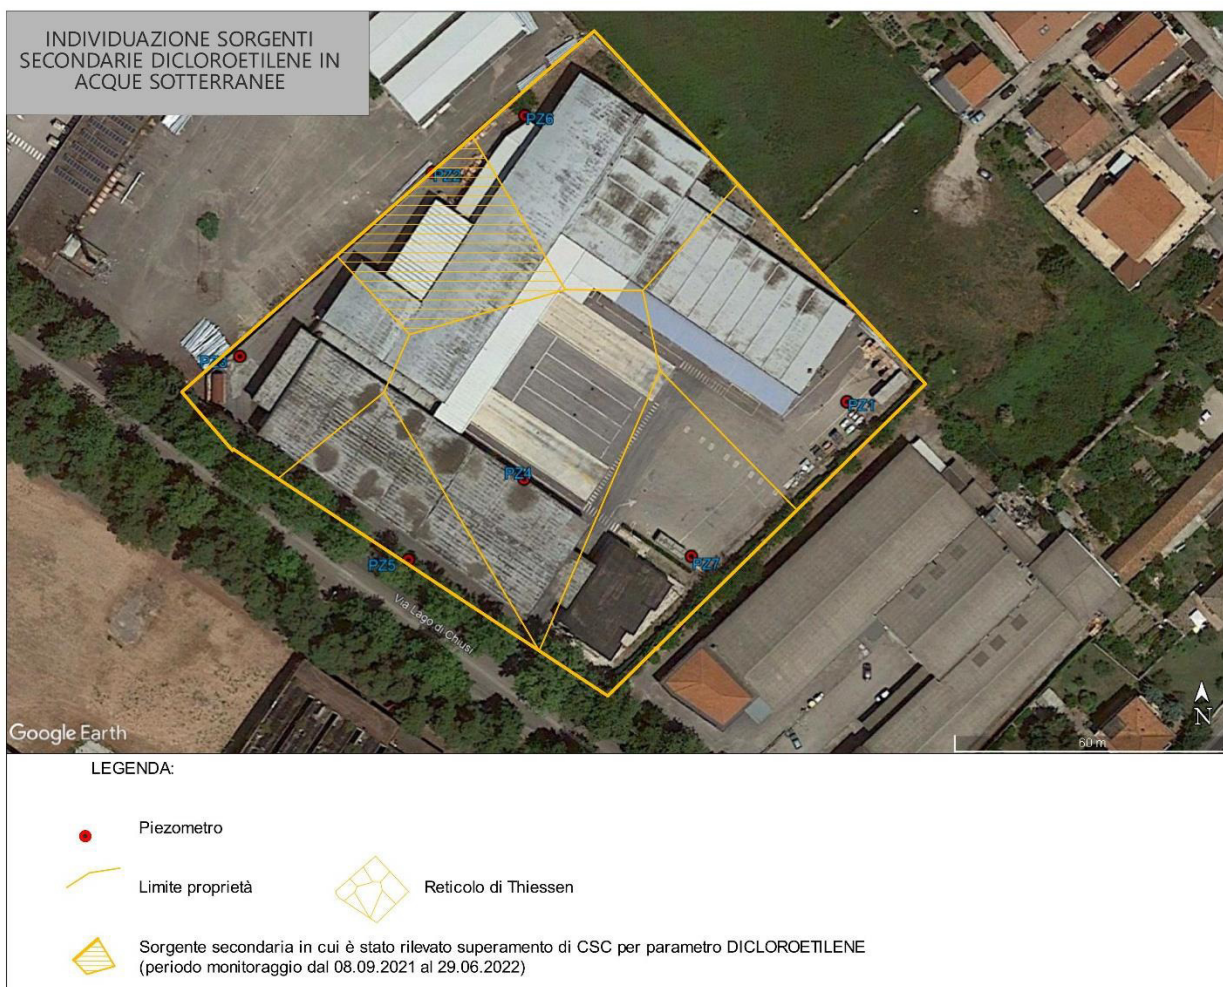 INDIVIDUAZIONE SORGENTI
SECONDARIE DICLOROETILENE IN
ACQUE SOTTERRANEE
PZ6
PZ1
PZ4
PZ5
PZ7
Via Lago di Chiusi
Google Earth
N
60 m
LEGENDA:
Piezometro
Limite proprietà
Reticolo di Thiessen
Sorgente secondaria in cui è stato rilevato superamento di CSC per parametro DICLOROETILENE
(periodo monitoraggio dal 08.09.2021 al 29.06.2022)